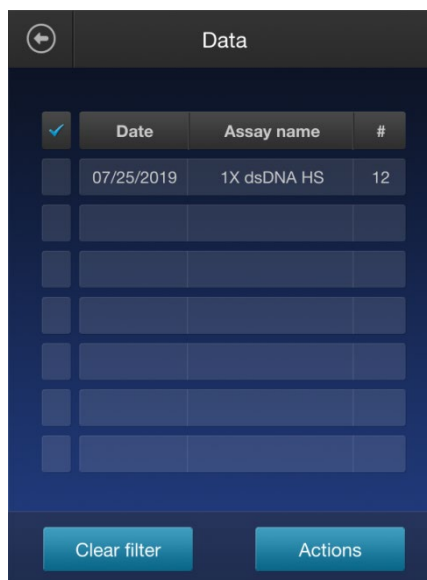 Data
Date Assay name #
07/25/2019 1X dsDNA HS 12
Clear filter Actions